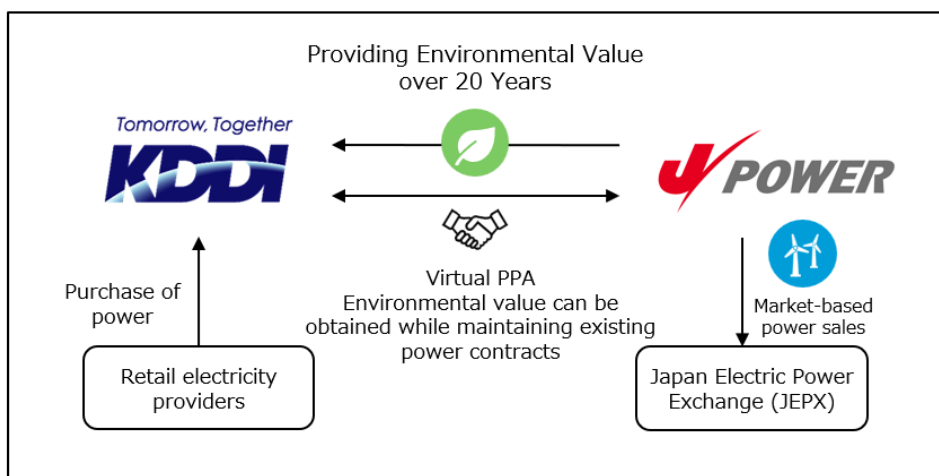 Providing Environmental Value
over 20 Years
Tomorrow, Together
KDDI
J POWER
Virtual PPA
Environmental value can be
obtained while maintaining existing
power contracts
Purchase of
power
Market-based
power sales
Retail electricity
providers
Japan Electric Power
Exchange (JEPX)